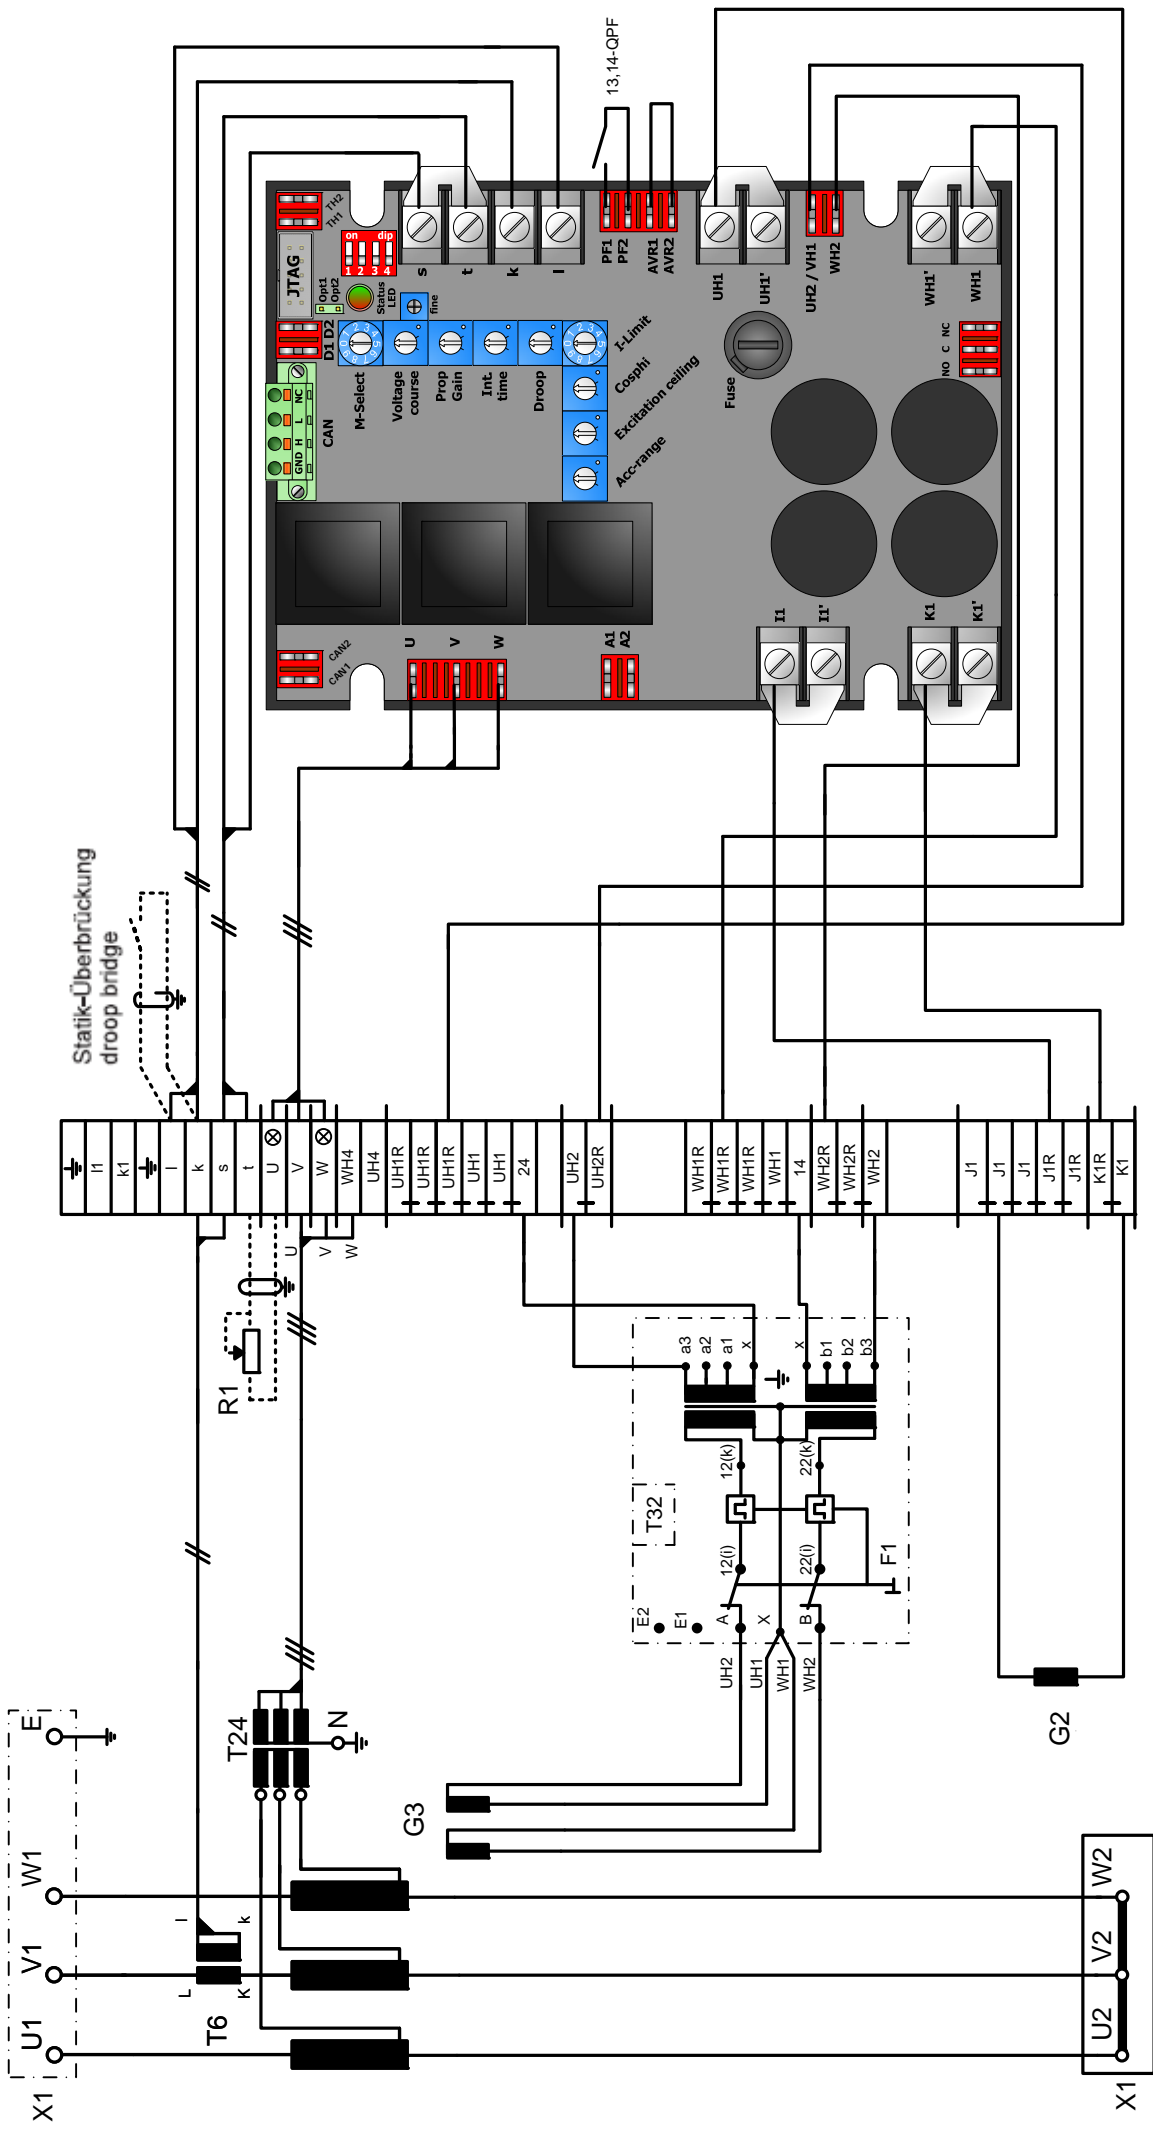 13,14-QPF
TH2
TH1
JTAG
on dip
1 2 3 4
Opt1
Opt2
Status
LED
fine
s
t
k
l
PF1
PF2
AVR1
AVR2
UH1
UH1'
UH2 / VH1
WH2
WH1'
WH1
D1 D2
GND H L NC
CAN
M-Select
Voltage
course
Prop
Gain
Int.
time
Droop
I-Limit
Cosphi
Excitation ceiling
Acc-range
Fuse
NO C NC
CAN2
CAN1
U
V
W
A1
A2
I1
I1'
K1
K1'
Statik-Überbrückung
droop bridge
l1
k1
l
k
s
t
U
V
W
WH4
UH4
UH1R
UH1R
UH1R
UH1
UH1
24
UH2
UH2R
WH1R
WH1R
WH1R
WH1
14
WH2R
WH2R
WH2
J1
J1
J1
J1R
J1R
K1R
K1
U
V
W
R1
a3
a2
a1
x
x
b1
b2
b3
12(k)
22(k)
T32
12(i)
22(i)
F1
E2
E1
A
X
B
UH2
UH1
WH1
WH2
G2
G3
T24
N
E
W1
V1
U1
X1
l
k
L
K
T6
W2
V2
U2
X1